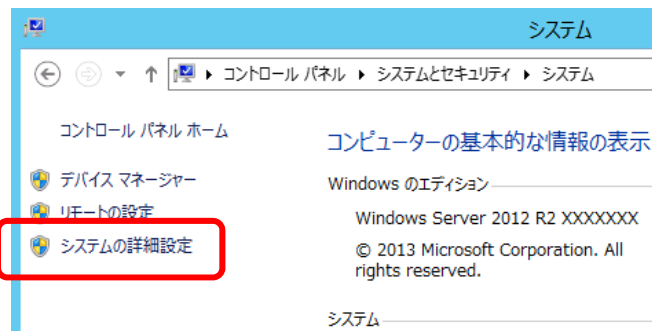 システム
コントロール パネル ▸ システムとセキュリティ ▸ システム
コントロール パネル ホーム
デバイス マネージャー
リモートの設定
システムの詳細設定
コンピューターの基本的な情報の表示
Windows のエディション
Windows Server 2012 R2 XXXXXXX
© 2013 Microsoft Corporation. All
rights reserved.
システム